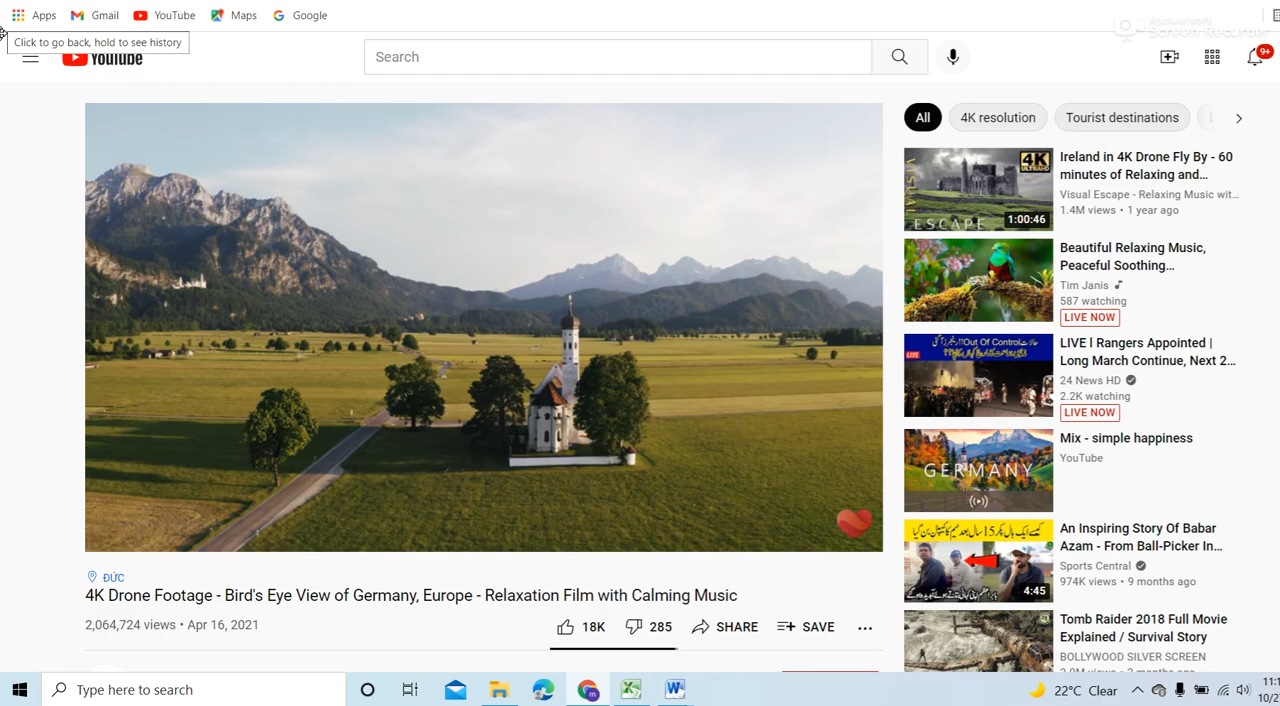 Apps Gmail YouTube Maps Google
Apowersoft
Screen Recorder
Click to go back, hold to see history
YouTube
Search
9+
All 4K resolution Tourist destinations
4K
ULTRA HD
ESCAPE
1:00:46
Ireland in 4K Drone Fly By - 60
minutes of Relaxing and...
Visual Escape - Relaxing Music wit...
1.4M views • 1 year ago
Beautiful Relaxing Music,
Peaceful Soothing...
Tim Janis
587 watching
LIVE NOW
LIVE
LIVE l Rangers Appointed |
Long March Continue, Next 2...
24 News HD
2.2K watching
LIVE NOW
GERMANY
Mix - simple happiness
YouTube
4:45
An Inspiring Story Of Babar
Azam - From Ball-Picker In...
Sports Central
974K views • 9 months ago
Tomb Raider 2018 Full Movie
Explained / Survival Story
BOLLYWOOD SILVER SCREEN
ĐỨC
4K Drone Footage - Bird's Eye View of Germany, Europe - Relaxation Film with Calming Music
2,064,724 views • Apr 16, 2021
18K 285 SHARE SAVE
Type here to search
22°C Clear